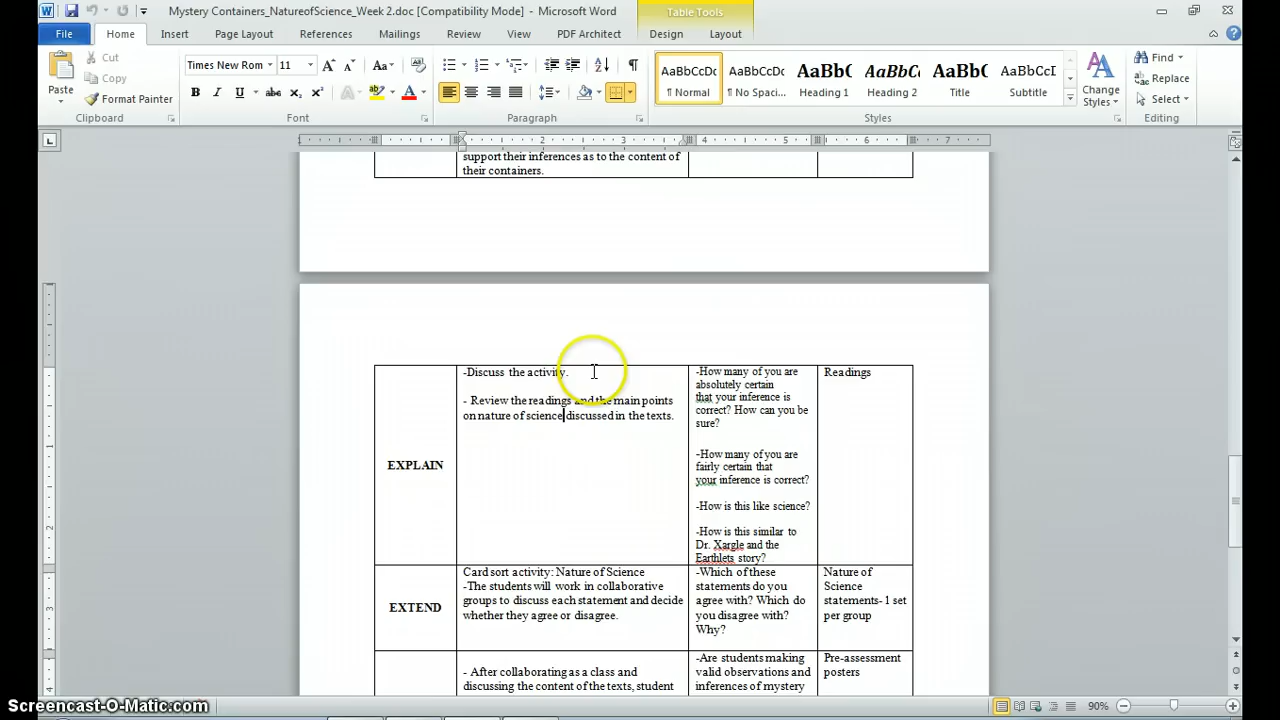 Mystery Containers_NatureofScience_Week 2.doc [Compatibility Mode] - Microsoft Word
Table Tools
File
Home
Insert
Page Layout
References
Mailings
Review
View
PDF Architect
Design
Layout
Cut
Copy
Format Painter
Paste
Clipboard
Times New Rom
11
Font
Paragraph
AaBbCcDc
¶ Normal
AaBbCcDc
¶ No Spaci...
AaBbC
Heading 1
AaBbCc
Heading 2
AaBbC
Title
AaBbCcI
Subtitle
Change
Styles
Styles
Find
Replace
Select
Editing
support their inferences as to the content of
their containers.
EXPLAIN
-Discuss the activity.
- Review the readings and the main points
on nature of science discussed in the texts.
-How many of you are
absolutely certain
that your inference is
correct? How can you be
sure?
-How many of you are
fairly certain that
your inference is correct?
-How is this like science?
-How is this similar to
Dr. Xargle and the
Earthlets story?
Readings
EXTEND
Card sort activity: Nature of Science
-The students will work in collaborative
groups to discuss each statement and decide
whether they agree or disagree.
-Which of these
statements do you
agree with? Which do
you disagree with?
Why?
Nature of
Science
statements- 1 set
per group
- After collaborating as a class and
discussing the content of the texts, student
-Are students making
valid observations and
inferences of mystery
Pre-assessment
posters
90%
Screencast-O-Matic.com